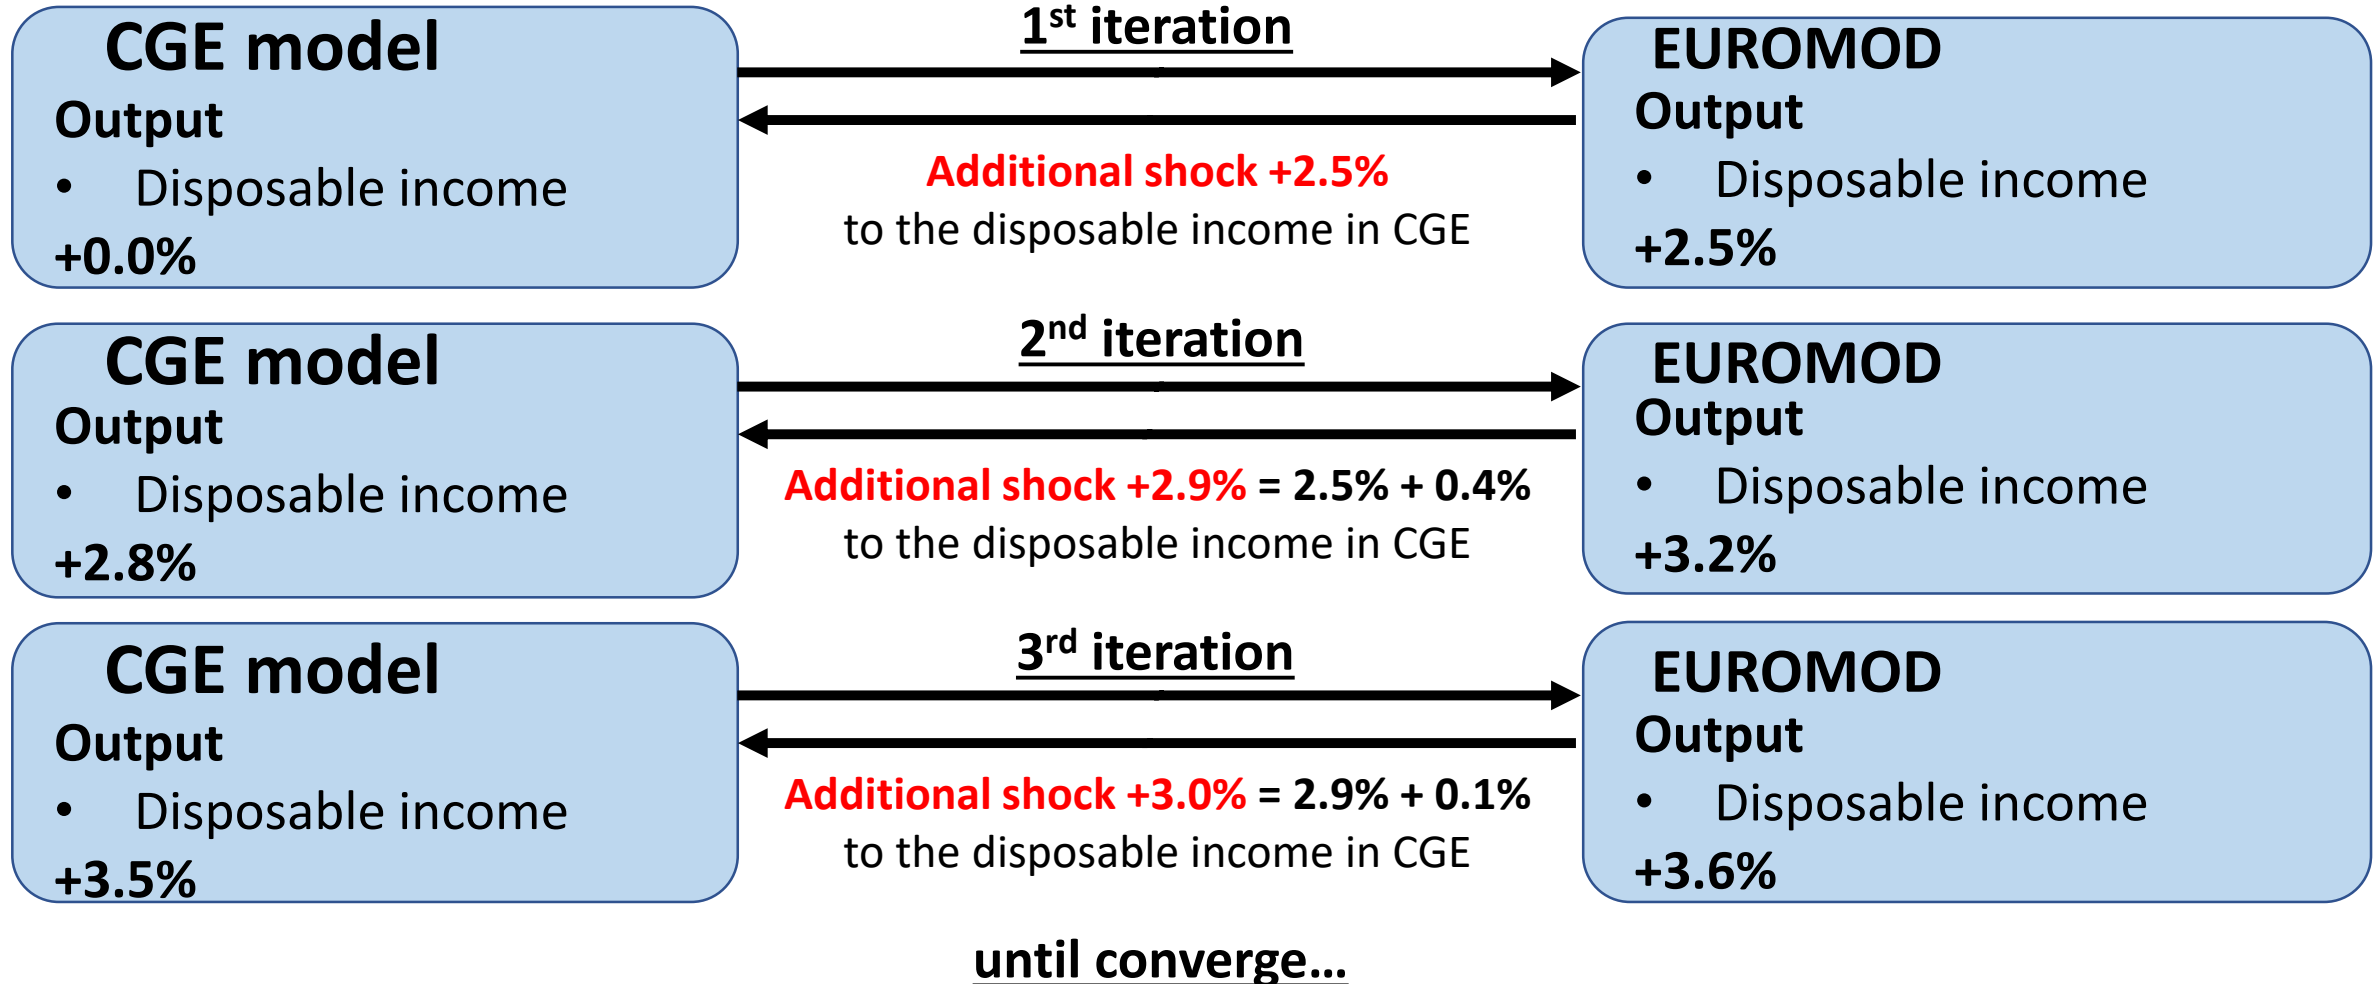 CGE model
Output
• Disposable income
+0.0%
1st iteration
Additional shock +2.5%
to the disposable income in CGE
EUROMOD
Output
• Disposable income
+2.5%
CGE model
Output
• Disposable income
+2.8%
2nd iteration
Additional shock +2.9% = 2.5% + 0.4%
to the disposable income in CGE
EUROMOD
Output
• Disposable income
+3.2%
CGE model
Output
• Disposable income
+3.5%
3rd iteration
Additional shock +3.0% = 2.9% + 0.1%
to the disposable income in CGE
EUROMOD
Output
• Disposable income
+3.6%
until converge...